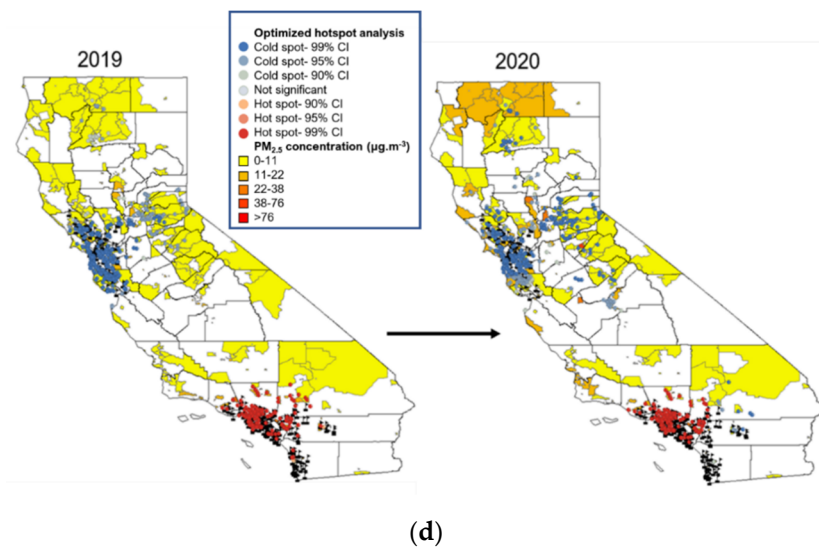 2019
Optimized hotspot analysis
Cold spot- 99% CI
Cold spot- 95% CI
Cold spot- 90% CI
Not significant
Hot spot- 90% CI
Hot spot- 95% CI
Hot spot- 99% CI
PM2.5 concentration (µg.m-3)
0-11
11-22
22-38
38-76
>76
2020
(d)